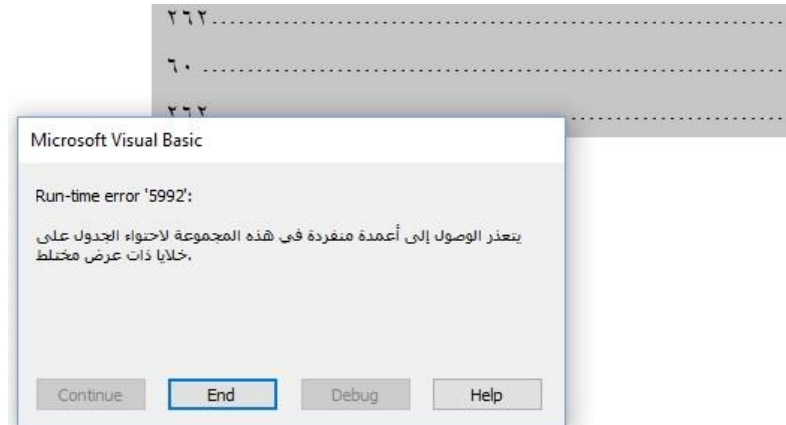 ٢٦٢......................................................................
٦٠ ......................................................................
٢٦٢......................................................................
Microsoft Visual Basic
Run-time error '5992':
يتعذر الوصول إلى أعمدة منفردة في هذه المجموعة لاحتواء الجدول على
خلايا ذات عرض مختلط.
Continue End Debug Help